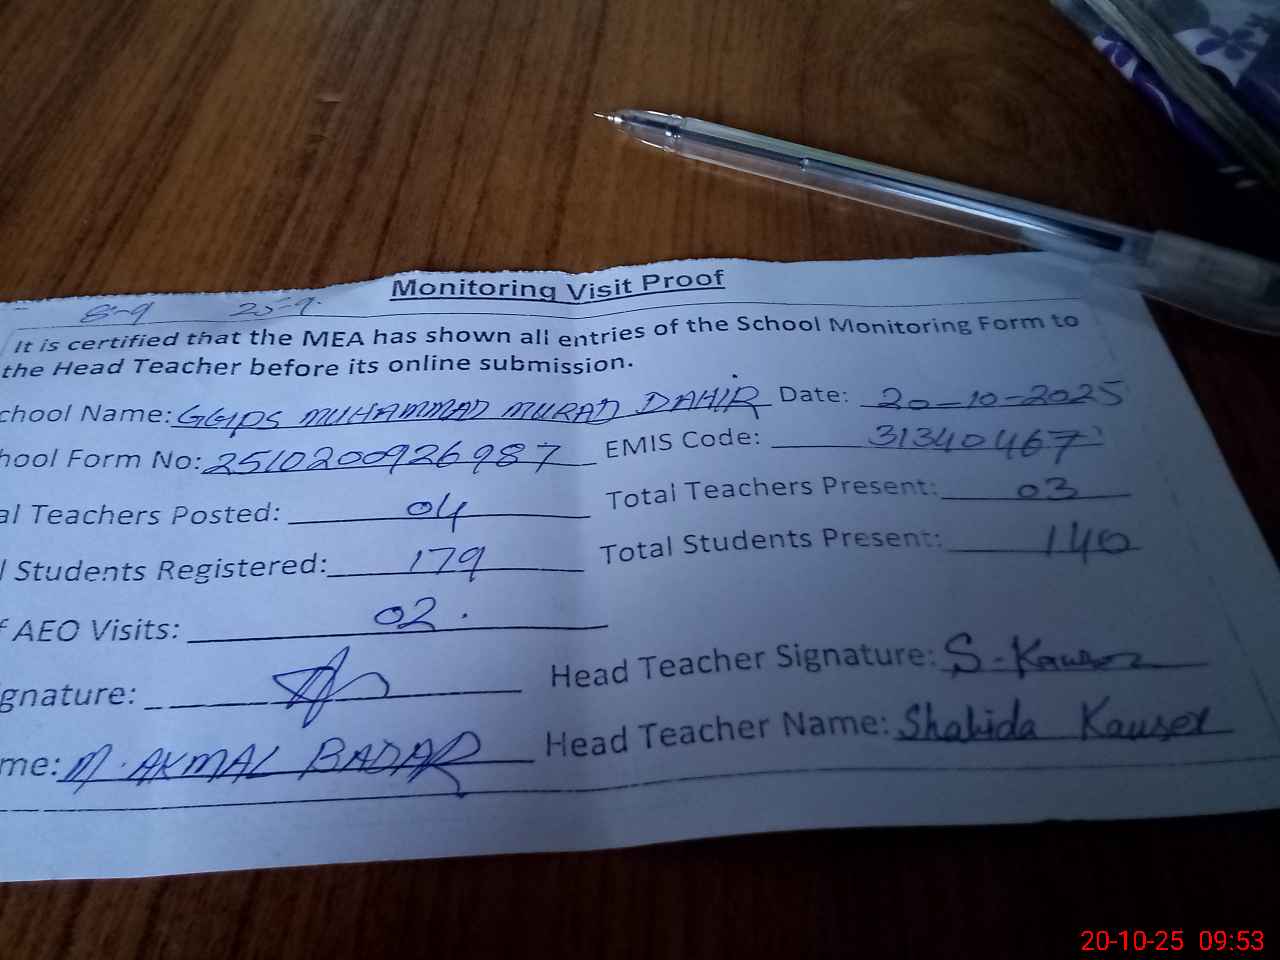 8-9 25-9.
Monitoring Visit Proof
It is certified that the MEA has shown all entries of the School Monitoring Form to
the Head Teacher before its online submission.
chool Name: GGIPS MUHAMMAD MURAD DAHIR Date: 20-10-2025
hool Form No: 2510200926987 EMIS Code: 31340467
al Teachers Posted: 04 Total Teachers Present: 03
l Students Registered: 179 Total Students Present: 140
f AEO Visits: 02.
gnature: Head Teacher Signature: S. Kauser
me: M. AKMAL BADAR Head Teacher Name: Shahida Kauser
20-10-25 09:53